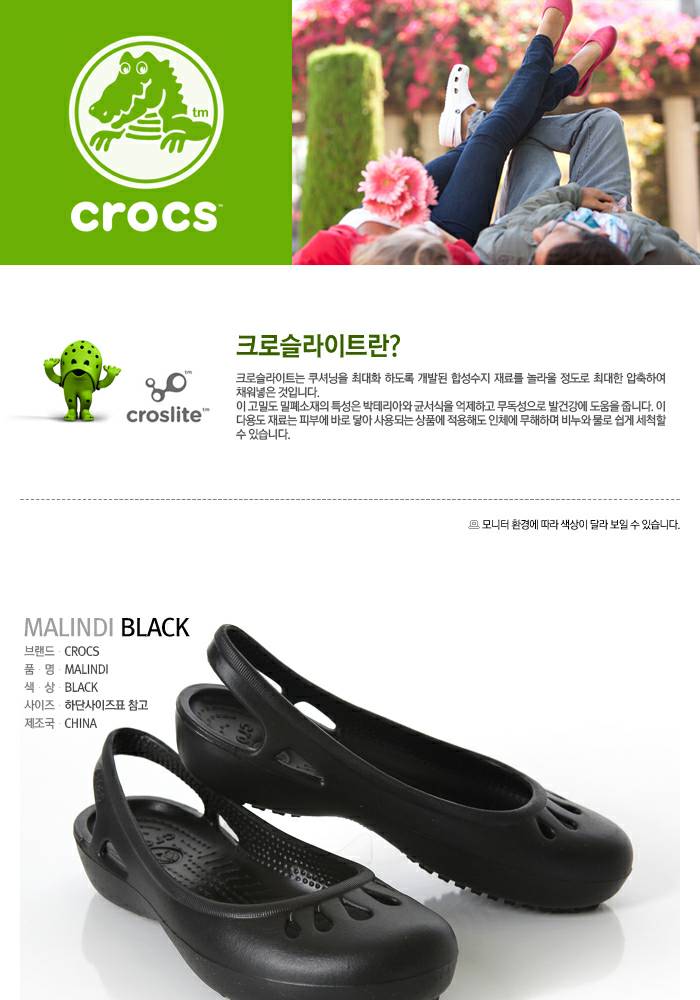 tm
crocs™
크로슬라이트란?
크로슬라이트는 쿠셔닝을 최대화 하도록 개발된 합성수지 재료를 놀라울 정도로 최대한 압축하여
채워넣은 것입니다.
이 고밀도 밀폐소재의 특성은 박테리아와 균서식을 억제하고 무독성으로 발건강에 도움을 줍니다. 이
다용도 재료는 피부에 바로 닿아 사용되는 상품에 적용해도 인체에 무해하며 비누와 물로 쉽게 세척할
수 있습니다.
croslite™
모니터 환경에 따라 색상이 달라 보일 수 있습니다.
MALINDI BLACK
브랜드 · CROCS
품 · 명 · MALINDI
색 · 상 · BLACK
사이즈 · 하단사이즈표 참고
제조국 · CHINA